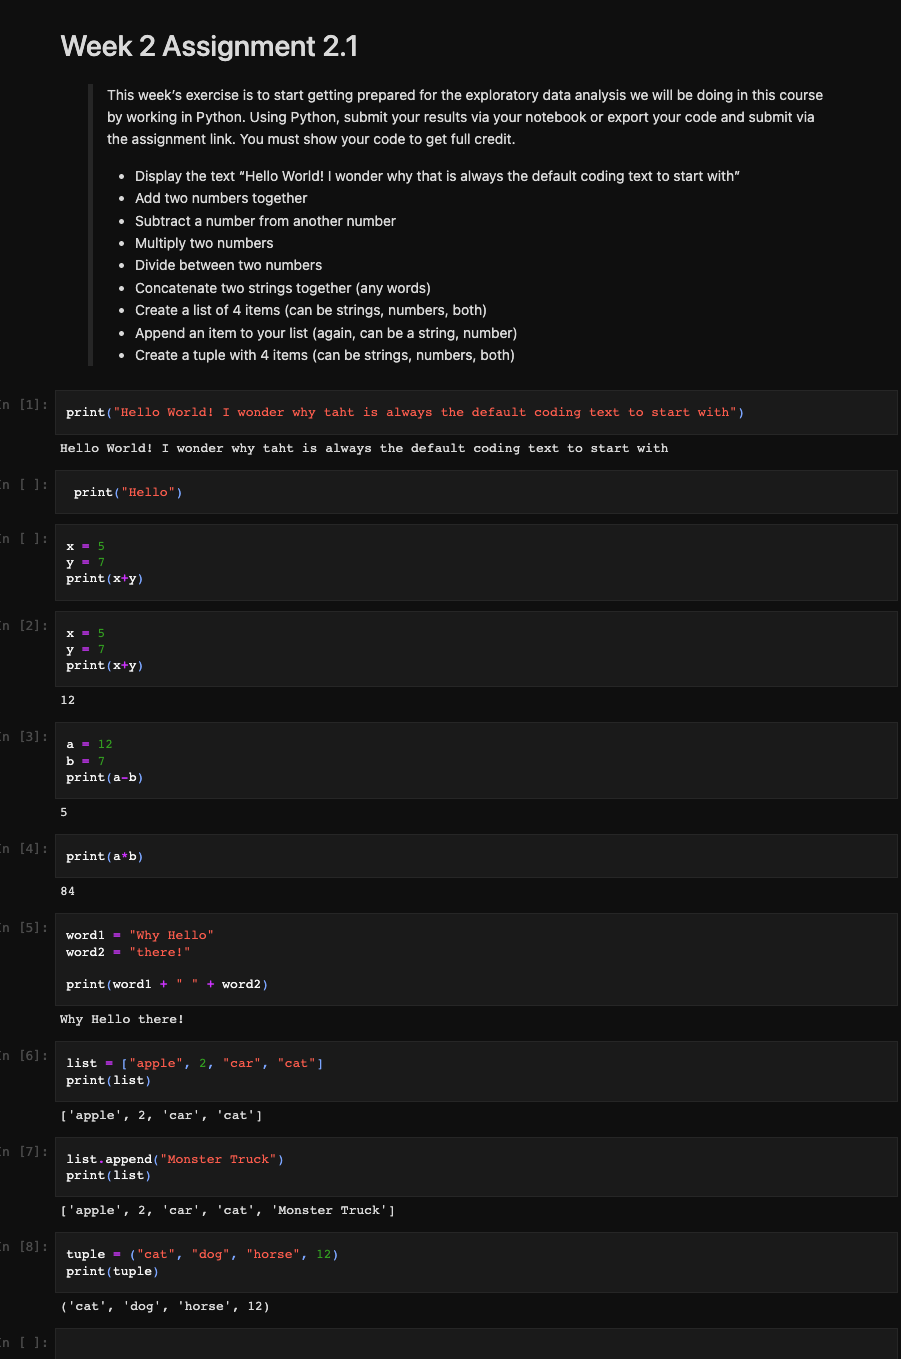 Week 2 Assignment 2.1
This week’s exercise is to start getting prepared for the exploratory data analysis we will be doing in this course
by working in Python. Using Python, submit your results via your notebook or export your code and submit via
the assignment link. You must show your code to get full credit.
• Display the text “Hello World! I wonder why that is always the default coding text to start with”
• Add two numbers together
• Subtract a number from another number
• Multiply two numbers
• Divide between two numbers
• Concatenate two strings together (any words)
• Create a list of 4 items (can be strings, numbers, both)
• Append an item to your list (again, can be a string, number)
• Create a tuple with 4 items (can be strings, numbers, both)
n [1]:
print("Hello World! I wonder why taht is always the default coding text to start with")
Hello World! I wonder why taht is always the default coding text to start with
n [ ]:
print("Hello")
n [ ]:
x = 5
y = 7
print(x+y)
n [2]:
x = 5
y = 7
print(x+y)
12
n [3]:
a = 12
b = 7
print(a-b)
5
n [4]:
print(a*b)
84
n [5]:
word1 = "Why Hello"
word2 = "there!"
print(word1 + " " + word2)
Why Hello there!
n [6]:
list = ["apple", 2, "car", "cat"]
print(list)
['apple', 2, 'car', 'cat']
n [7]:
list.append("Monster Truck")
print(list)
['apple', 2, 'car', 'cat', 'Monster Truck']
n [8]:
tuple = ("cat", "dog", "horse", 12)
print(tuple)
('cat', 'dog', 'horse', 12)
n [ ]: